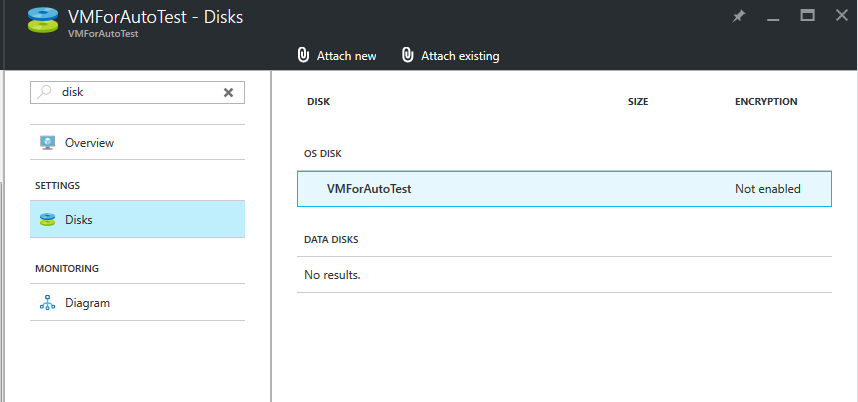 VMForAutoTest - Disks
VMForAutoTest
Attach new Attach existing
disk
Overview
SETTINGS
Disks
MONITORING
Diagram
DISK SIZE ENCRYPTION
OS DISK
VMForAutoTest Not enabled
DATA DISKS
No results.